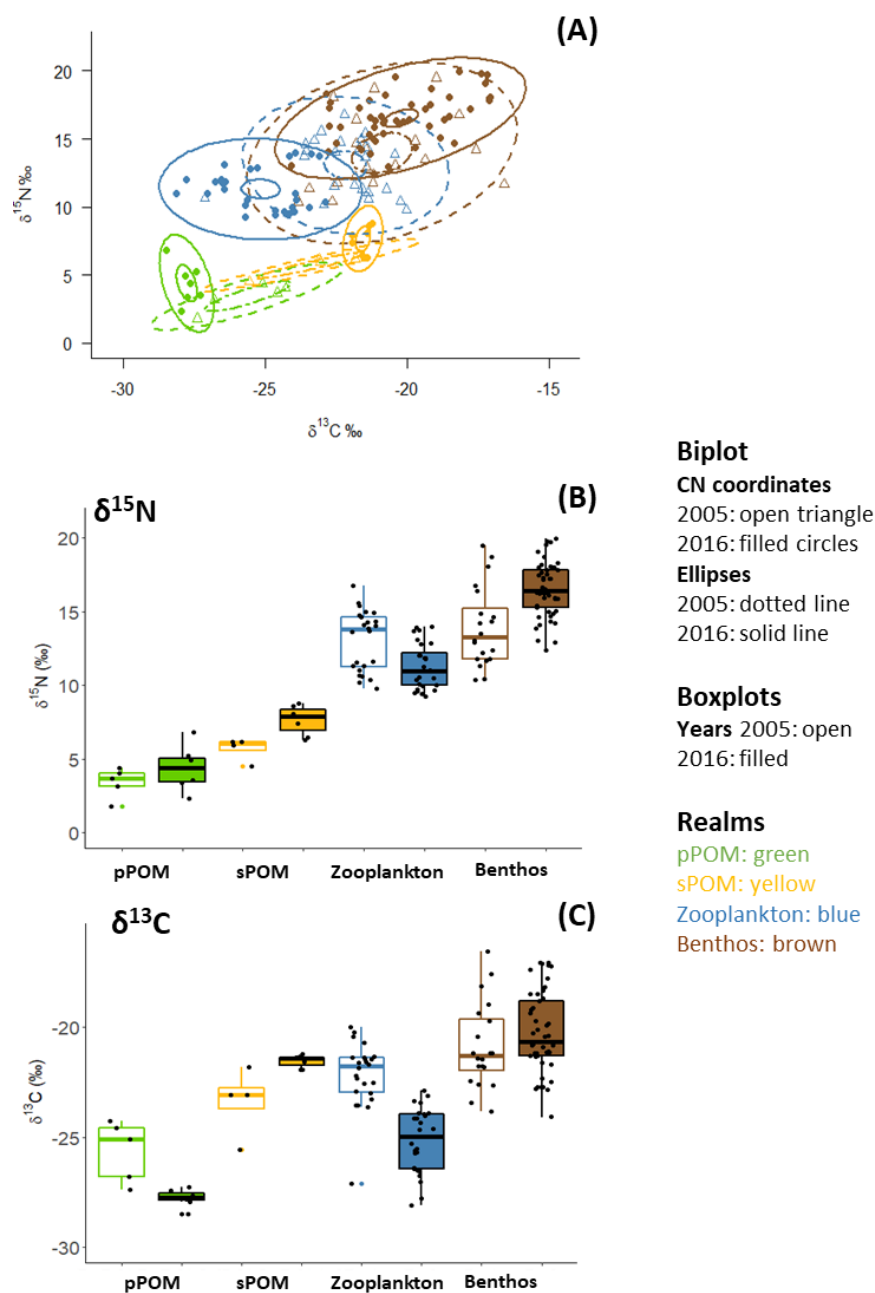 (A)
20
15
10
5
0
δ15N ‰
-30
-25
-20
-15
δ13C ‰
(B)
δ15N
20
15
10
5
0
δ15N (‰)
pPOM
sPOM
Zooplankton
Benthos
(C)
δ13C
-20
-25
-30
δ13C (‰)
pPOM
sPOM
Zooplankton
Benthos
Biplot
CN coordinates
2005: open triangle
2016: filled circles
Ellipses
2005: dotted line
2016: solid line
Boxplots
Years 2005: open
2016: filled
Realms
pPOM: green
sPOM: yellow
Zooplankton: blue
Benthos: brown